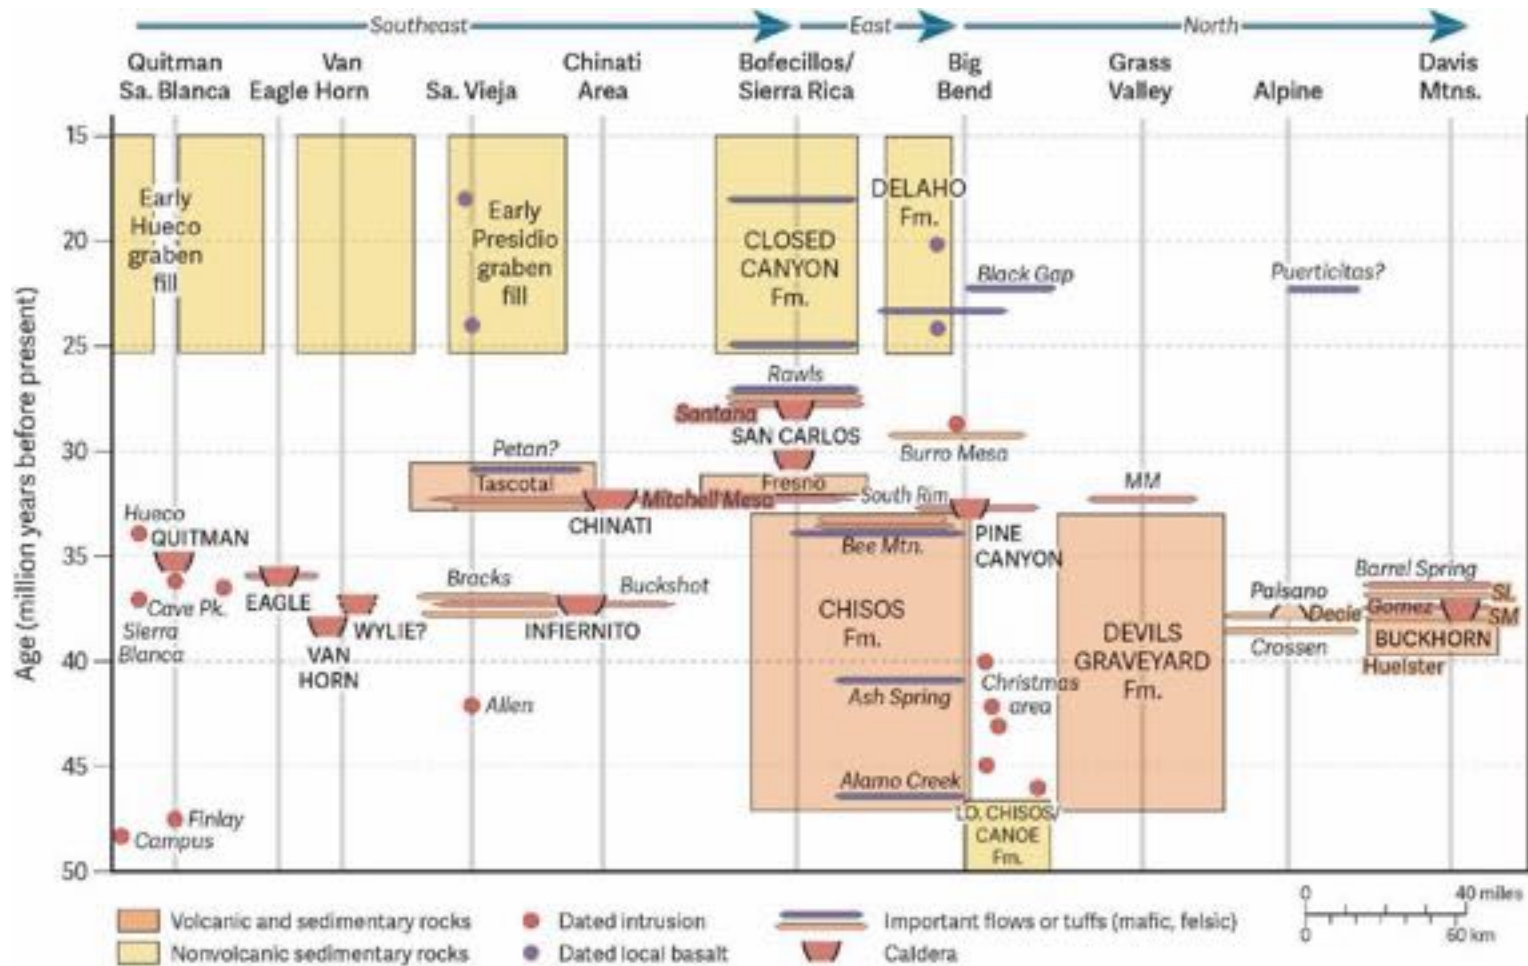 Southeast
East
North
Quitman
Sa. Blanca
Eagle
Van
Horn
Sa. Vieja
Chinati
Area
Bofecillos/
Sierra Rica
Big
Bend
Grass
Valley
Alpine
Davis
Mtns.
Age (million years before present)
15
20
25
30
35
40
45
50
Early
Hueco
graben
fill
Early
Presidio
graben
fill
CLOSED
CANYON
Fm.
DELAHO
Fm.
Black Gap
Puerticitas?
Rawls
Santana
SAN CARLOS
Burro Mesa
Petan?
Tascotal
Mitchell Mesa
CHINATI
Fresno
South Rim
MM
Bee Mtn.
PINE
CANYON
Hueco
QUITMAN
Cave Pk.
Sierra
Blanca
EAGLE
WYLIE?
VAN
HORN
Bracks
Buckshot
INFIERNITO
CHISOS
Fm.
DEVILS
GRAVEYARD
Fm.
Barrel Spring
SL
Paisano
Decie
Gomez
SM
Crossen
BUCKHORN
Huelster
Allen
Ash Spring
Christmas
area
Alamo Creek
LO. CHISOS/
CANOE
Fm.
Finlay
Campus
Volcanic and sedimentary rocks
Nonvolcanic sedimentary rocks
Dated intrusion
Dated local basalt
Important flows or tuffs (mafic, felsic)
Caldera
0 40 miles
0 60 km